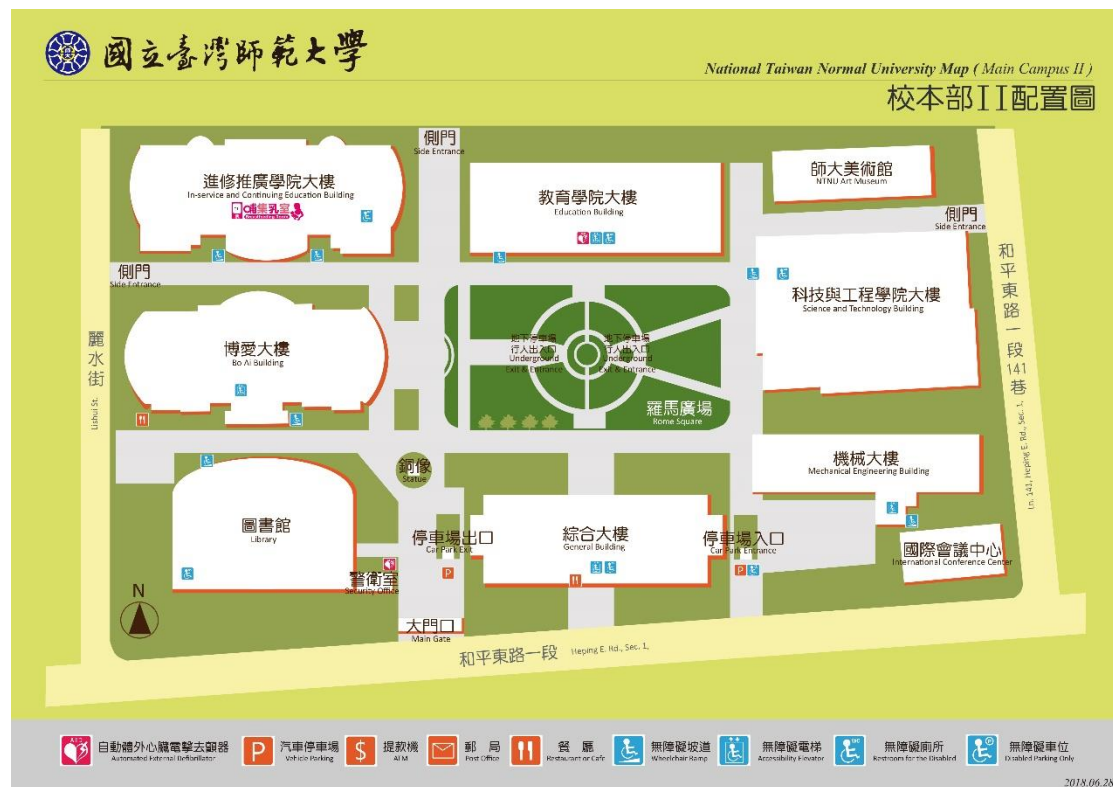 國立臺灣師範大學
National Taiwan Normal University Map ( Main Campus II )
校本部II配置圖
側門
Side Entrance
進修推廣學院大樓
In-service and Continuing Education Building
哺集乳室
教育學院大樓
Education Building
師大美術館
NTNU Art Museum
側門
Side Entrance
側門
Side Entrance
科技與工程學院大樓
Science and Technology Building
和平東路一段141巷
Ln. 141, Heping E. Rd., Sec. 1,
麗水街
Lishui St.
博愛大樓
Bo Ai Building
地下停車場
行人出入口
Underground
Exit & Entrance
地下停車場
行人出入口
Underground
Exit & Entrance
羅馬廣場
Rome Square
銅像
Statue
機械大樓
Mechanical Engineering Building
圖書館
Library
停車場出口
Car Park Exit
綜合大樓
General Building
停車場入口
Car Park Entrance
國際會議中心
International Conference Center
警衛室
Security Office
P
P
N
大門口
Main Gate
和平東路一段 Heping E. Rd., Sec. 1,
AED
自動體外心臟電擊去顫器
Automated External Defibrillator
P
汽車停車場
Vehicle Parking
$
提款機
ATM
郵局
Post Office
餐廳
Restaurant or Cafe
無障礙坡道
Wheelchair Ramp
無障礙電梯
Accessibility Elevator
無障礙廁所
Restroom for the Disabled
無障礙車位
Disabled Parking Only
2018.06.28